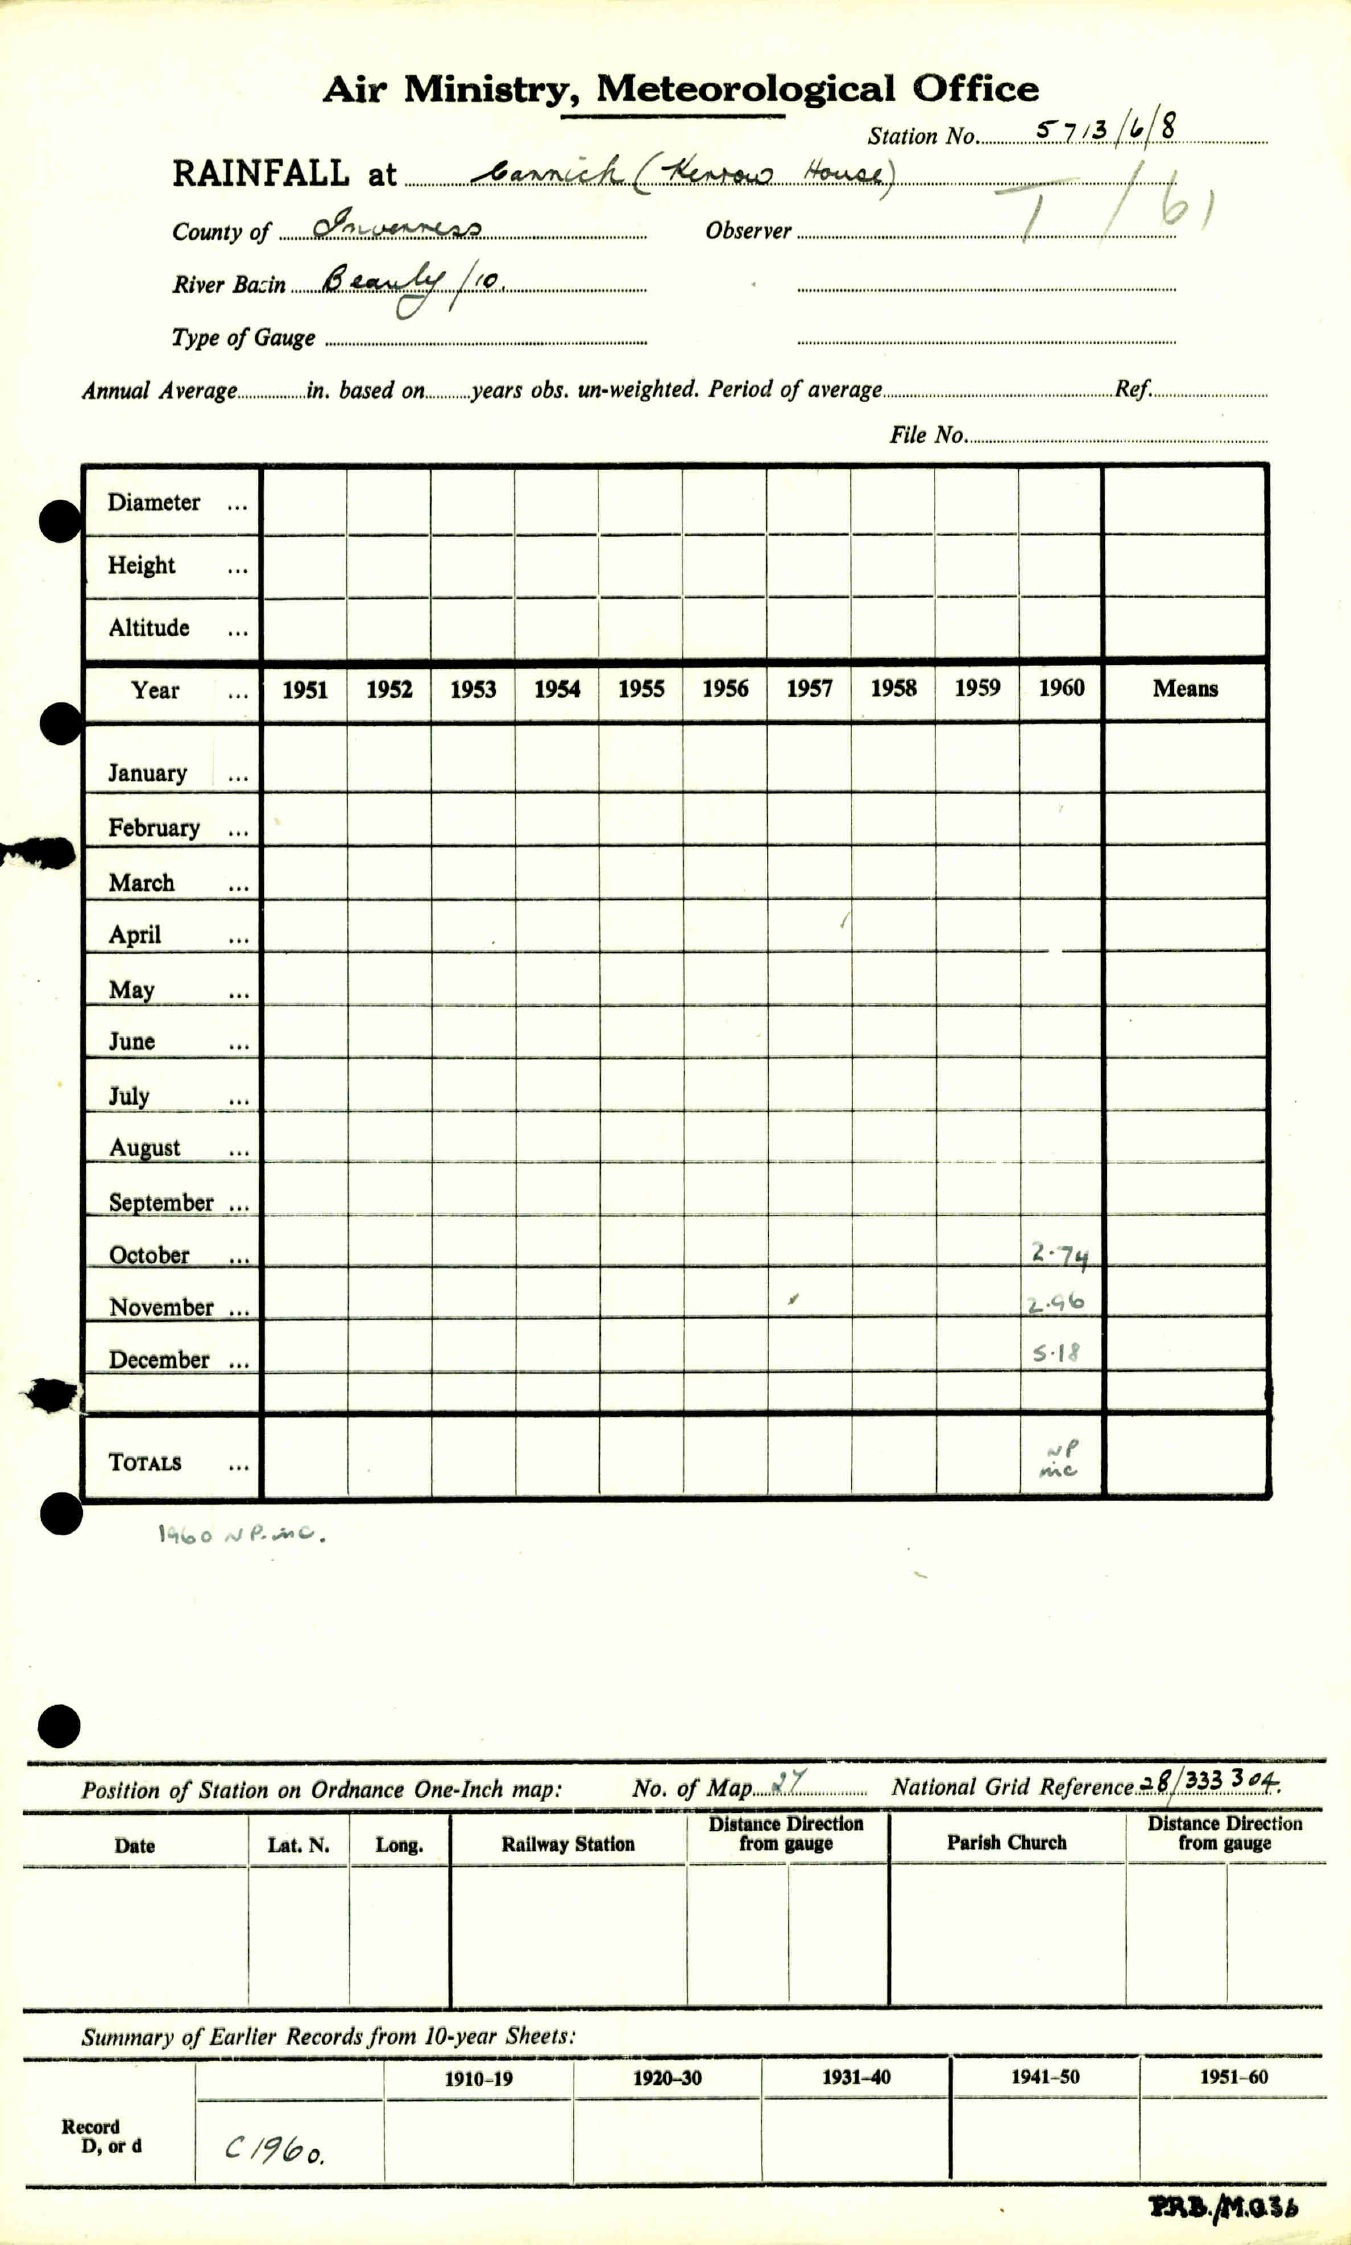 Air Ministry, Meteorological Office
Station No. 5713/6/8
RAINFALL at Cannich (Kerrow House)
T/61
County of Inverness Observer
River Basin Beauly/10.
Type of Gauge
Annual Average in. based on years obs. un-weighted. Period of average Ref.
File No.
Diameter ...
Height ...
Altitude ...
Year ... 1951 1952 1953 1954 1955 1956 1957 1958 1959 1960 Means
January ...
February ...
March ...
April ...
May ...
June ...
July ...
August ...
September ...
October ... 2.74
November ... 2.96
December ... 5.18
TOTALS ... NP inc
1960 NP. inc.
Position of Station on Ordnance One-Inch map: No. of Map 27 National Grid Reference 28/333 304.
Date Lat. N. Long. Railway Station Distance Direction from gauge Parish Church Distance Direction from gauge
Summary of Earlier Records from 10-year Sheets:
1910–19 1920–30 1931–40 1941–50 1951–60
Record
D, or d C 1960.
P.R.B./M.O.36